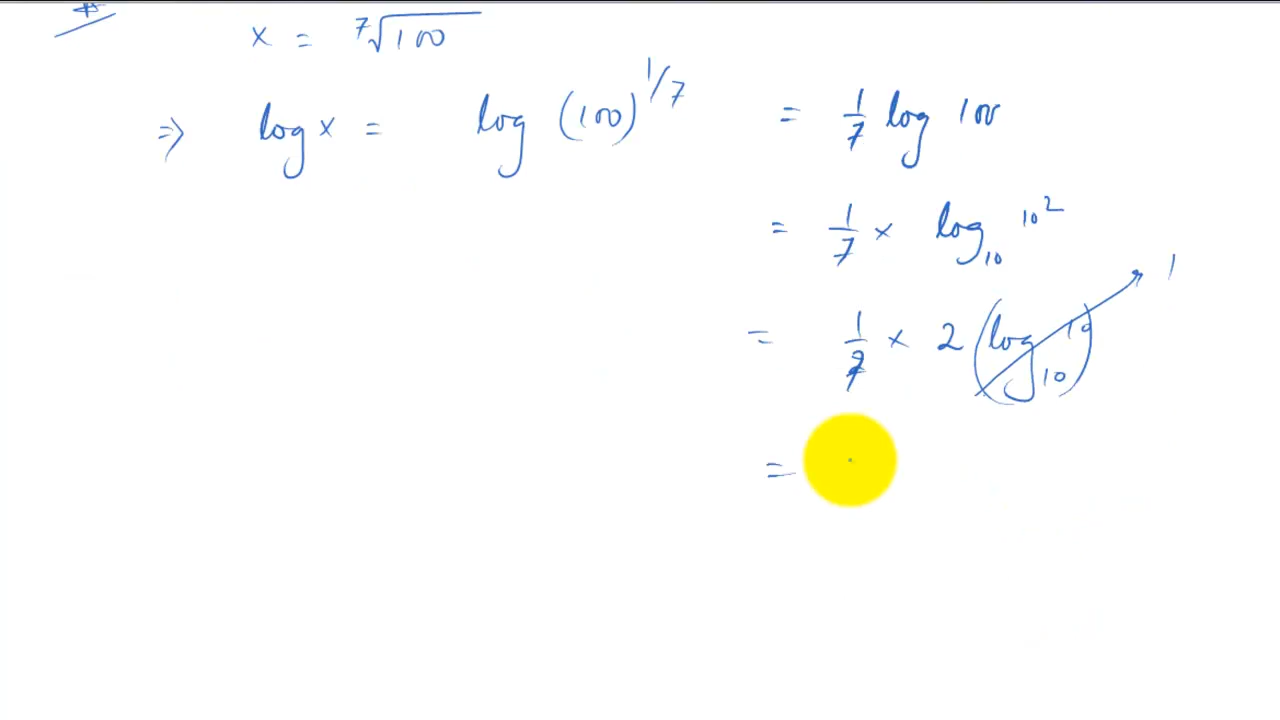 x = ⁷√100
⇒ log x = log (100)^1/7 = 1/7 log 100
= 1/7 × log₁₀ 10²
= 1/7 × 2 (log₁₀ 10) 1
=